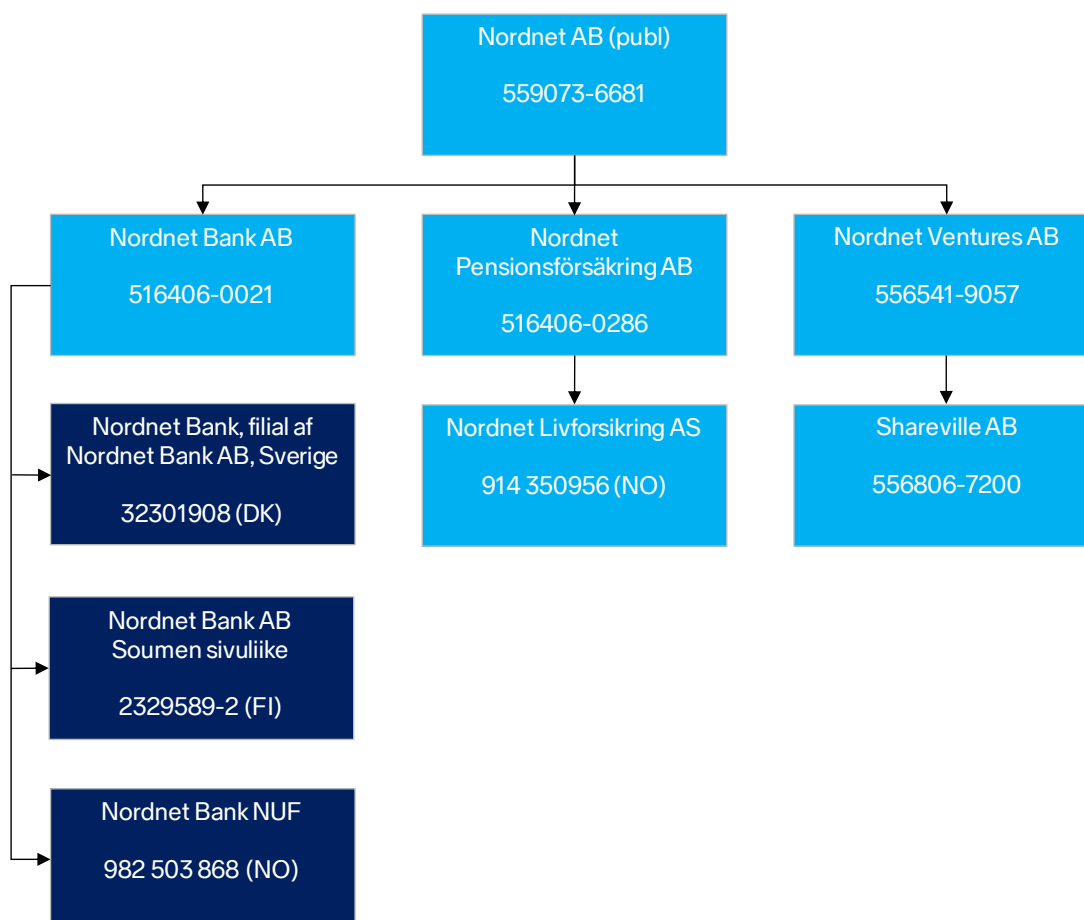 Nordnet AB (publ)
559073-6681
Nordnet Bank AB
516406-0021
Nordnet
Pensionsförsäkring AB
516406-0286
Nordnet Ventures AB
556541-9057
Nordnet Bank, filial af
Nordnet Bank AB, Sverige
32301908 (DK)
Nordnet Livforsikring AS
914 350956 (NO)
Shareville AB
556806-7200
Nordnet Bank AB
Soumen sivuliike
2329589-2 (FI)
Nordnet Bank NUF
982 503 868 (NO)